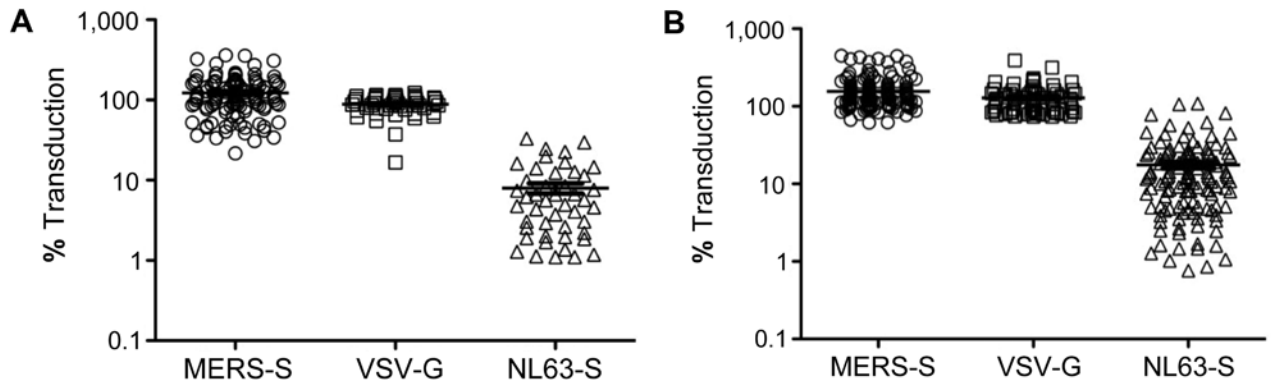 A
% Transduction
1,000
100
10
1
0.1
MERS-S
VSV-G
NL63-S
B
% Transduction
1,000
100
10
1
0.1
MERS-S
VSV-G
NL63-S